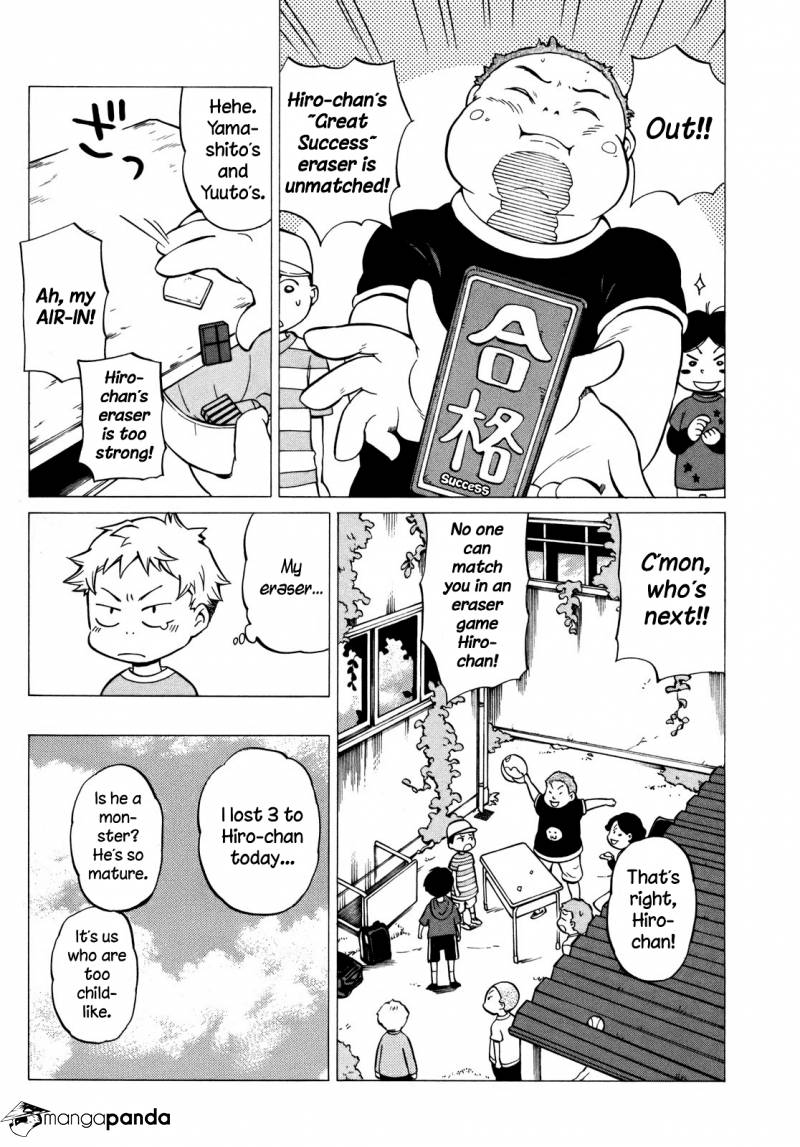 Out!!
Hiro-chan's
"Great
Success"
eraser is
unmatched!
合格
success
Hehe.
Yama-
shito's
and
Yuuto's.
ざっ
Ah, my
AIR-IN!
Hiro-
chan's
eraser
is too
strong!
C'mon,
who's
next!!
No one
can
match
you in an
eraser
game
Hiro-
chan!
That's
right,
Hiro-
chan!
My
eraser...
I lost 3 to
Hiro-chan
today...
Is he a
mon-
ster?
He's so
mature.
It's us
who are
too
child-
like.
mangapanda